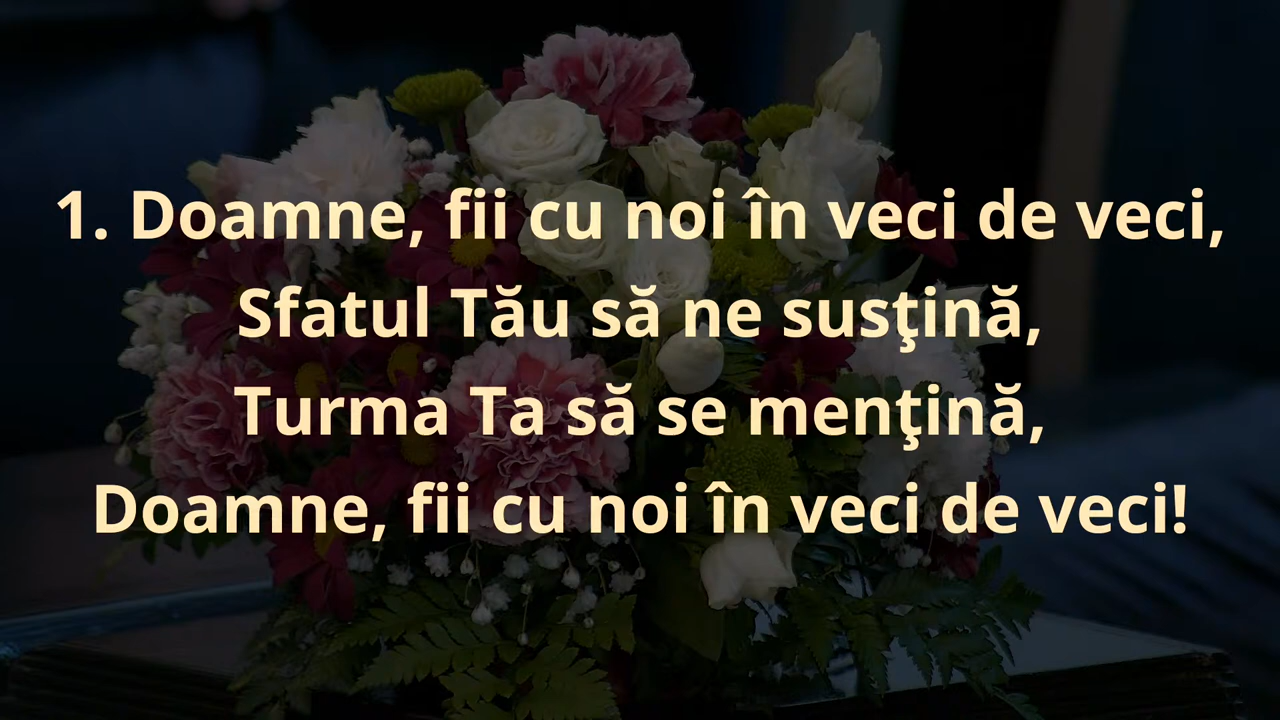 1. Doamne, fii cu noi în veci de veci,
Sfatul Tău să ne susţină,
Turma Ta să se menţină,
Doamne, fii cu noi în veci de veci!